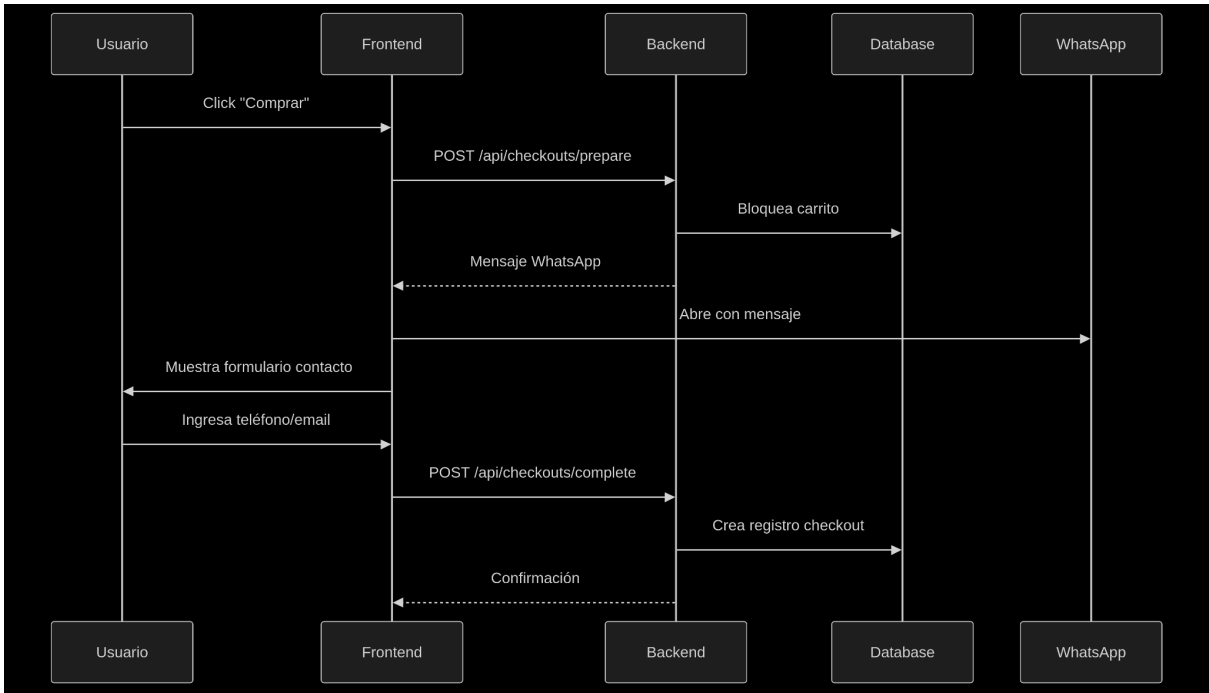 Usuario
Frontend
Backend
Database
WhatsApp
Click "Comprar"
POST /api/checkouts/prepare
Bloquea carrito
Mensaje WhatsApp
Abre con mensaje
Muestra formulario contacto
Ingresa teléfono/email
POST /api/checkouts/complete
Crea registro checkout
Confirmación
Usuario
Frontend
Backend
Database
WhatsApp